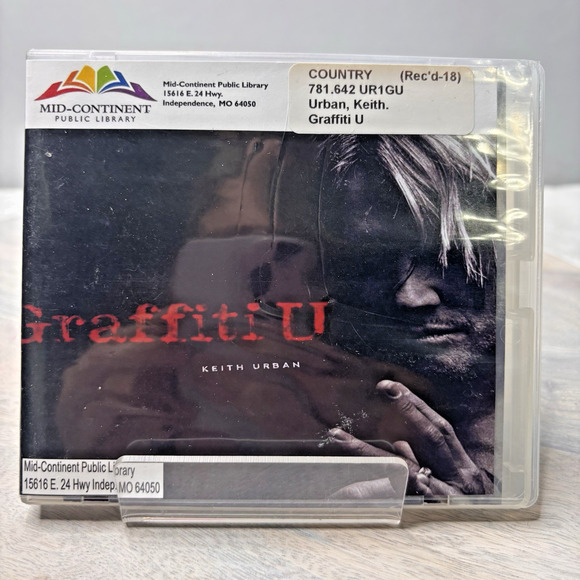 MID-CONTINENT
PUBLIC LIBRARY
Mid-Continent Public Library
15616 E. 24 Hwy.
Independence, MO 64050
COUNTRY (Rec'd-18)
781.642 UR1GU
Urban, Keith.
Graffiti U
Graffiti U
KEITH URBAN
Mid-Continent Public Library
15616 E. 24 Hwy Indep. MO 64050